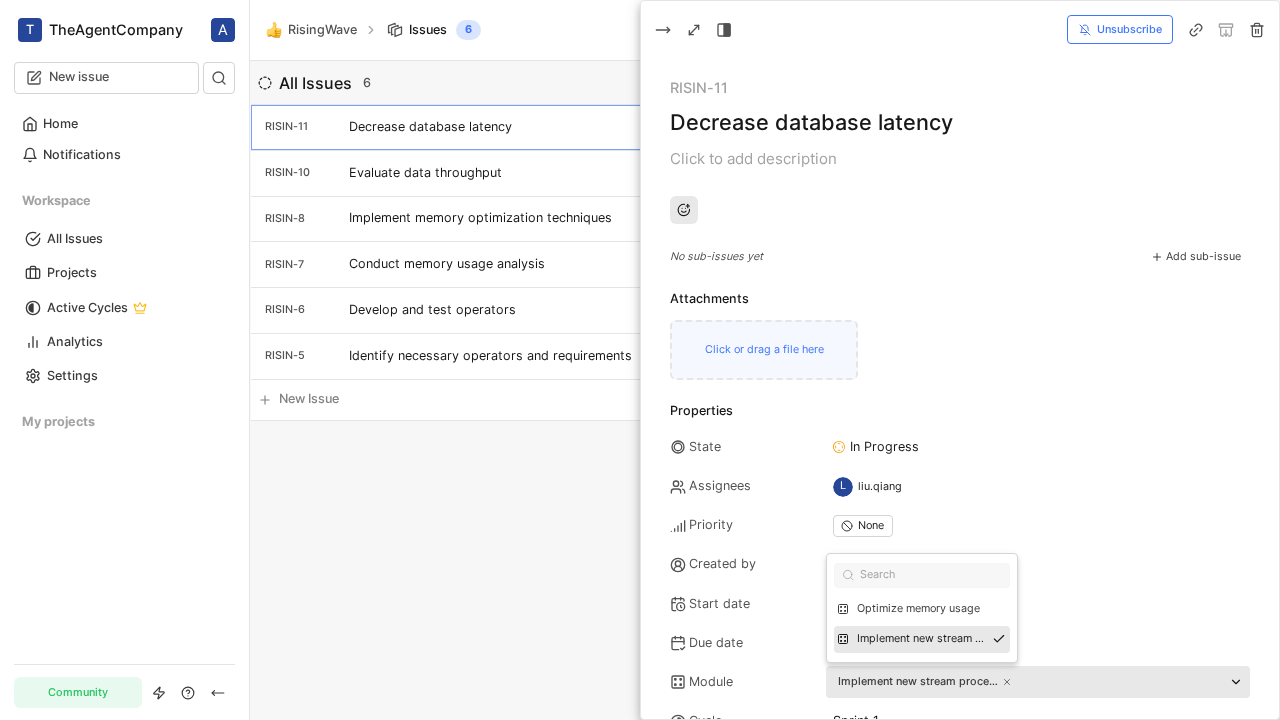 T TheAgentCompany A
New issue
Home
Notifications
Workspace
All Issues
Projects
Active Cycles
Analytics
Settings
My projects
Community
RisingWave Issues 6
All Issues 6
RISIN-11 Decrease database latency
RISIN-10 Evaluate data throughput
RISIN-8 Implement memory optimization techniques
RISIN-7 Conduct memory usage analysis
RISIN-6 Develop and test operators
RISIN-5 Identify necessary operators and requirements
New Issue
Unsubscribe
RISIN-11
Decrease database latency
Click to add description
No sub-issues yet Add sub-issue
Attachments
Click or drag a file here
Properties
State In Progress
Assignees L liu.qiang
Priority None
Created by
Start date
Due date
Search
Optimize memory usage
Implement new stream ...
Module Implement new stream proce...
Cycle Sprint 1